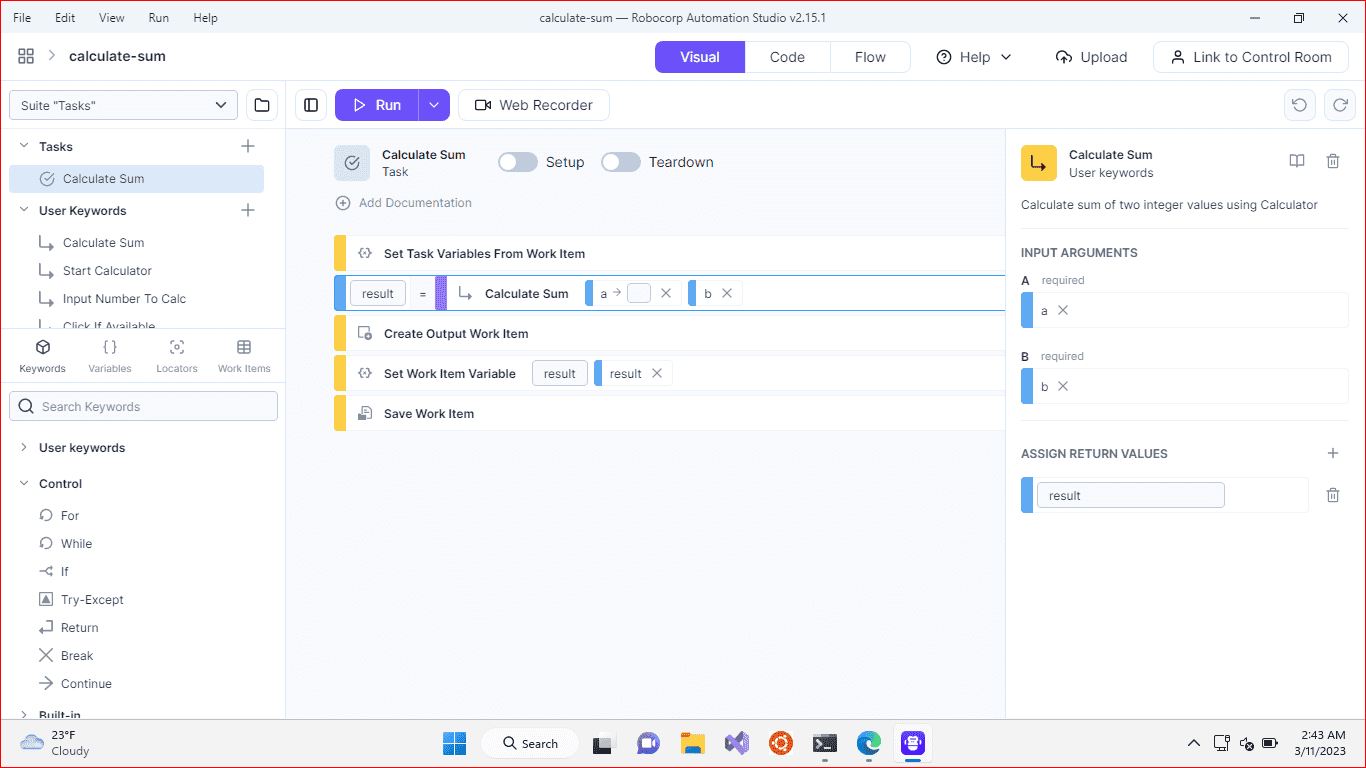 File Edit View Run Help
calculate-sum — Robocorp Automation Studio v2.15.1
calculate-sum
Visual Code Flow
Help
Upload
Link to Control Room
Suite "Tasks"
Run
Web Recorder
Tasks
Calculate Sum
User Keywords
Calculate Sum
Start Calculator
Input Number To Calc
Click If Available
Keywords Variables Locators Work Items
Search Keywords
User keywords
Control
For
While
If
Try-Except
Return
Break
Continue
Built-in
Calculate Sum
Task
Setup
Teardown
Add Documentation
Set Task Variables From Work Item
result = Calculate Sum a b
Create Output Work Item
Set Work Item Variable result result
Save Work Item
Calculate Sum
User keywords
Calculate sum of two integer values using Calculator
INPUT ARGUMENTS
A required
a
B required
b
ASSIGN RETURN VALUES
result
23°F
Cloudy
Search
2:43 AM
3/11/2023